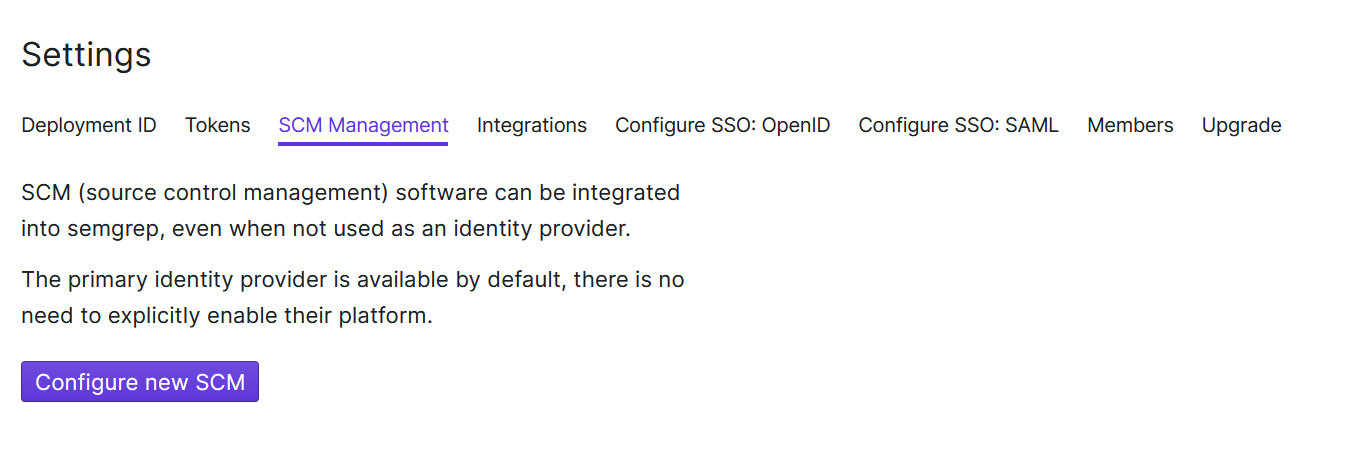 Settings
Deployment ID Tokens SCM Management Integrations Configure SSO: OpenID Configure SSO: SAML Members Upgrade
SCM (source control management) software can be integrated
into semgrep, even when not used as an identity provider.
The primary identity provider is available by default, there is no
need to explicitly enable their platform.
Configure new SCM